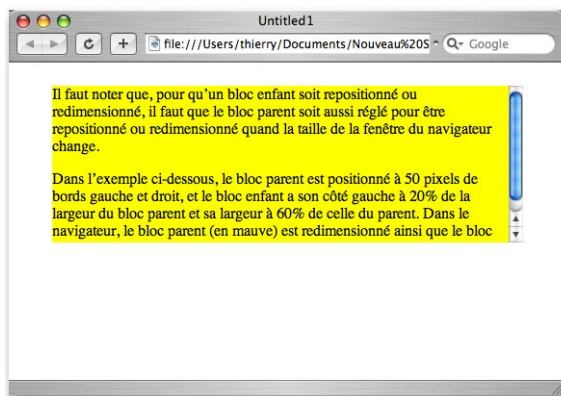 Untitled1
file:///Users/thierry/Documents/Nouveau%20S
Google
Il faut noter que, pour qu'un bloc enfant soit repositionné ou
redimensionné, il faut que le bloc parent soit aussi réglé pour être
repositionné ou redimensionné quand la taille de la fenêtre du navigateur
change.
Dans l'exemple ci-dessous, le bloc parent est positionné à 50 pixels de
bords gauche et droit, et le bloc enfant a son côté gauche à 20% de la
largeur du bloc parent et sa largeur à 60% de celle du parent. Dans le
navigateur, le bloc parent (en mauve) est redimensionné ainsi que le bloc